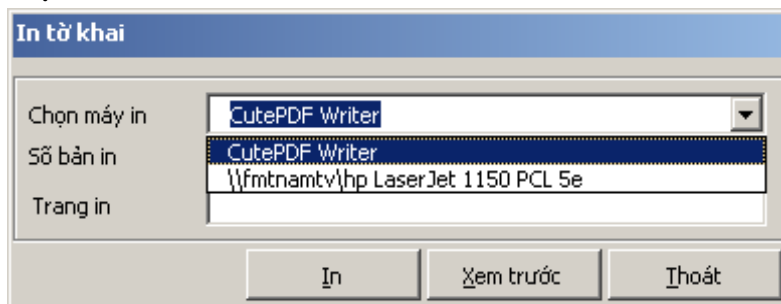 In tờ khai
Chọn máy in CutePDF Writer
Số bản in CutePDF Writer
\\fmtnamtv\hp LaserJet 1150 PCL 5e
Trang in
In Xem trước Thoát